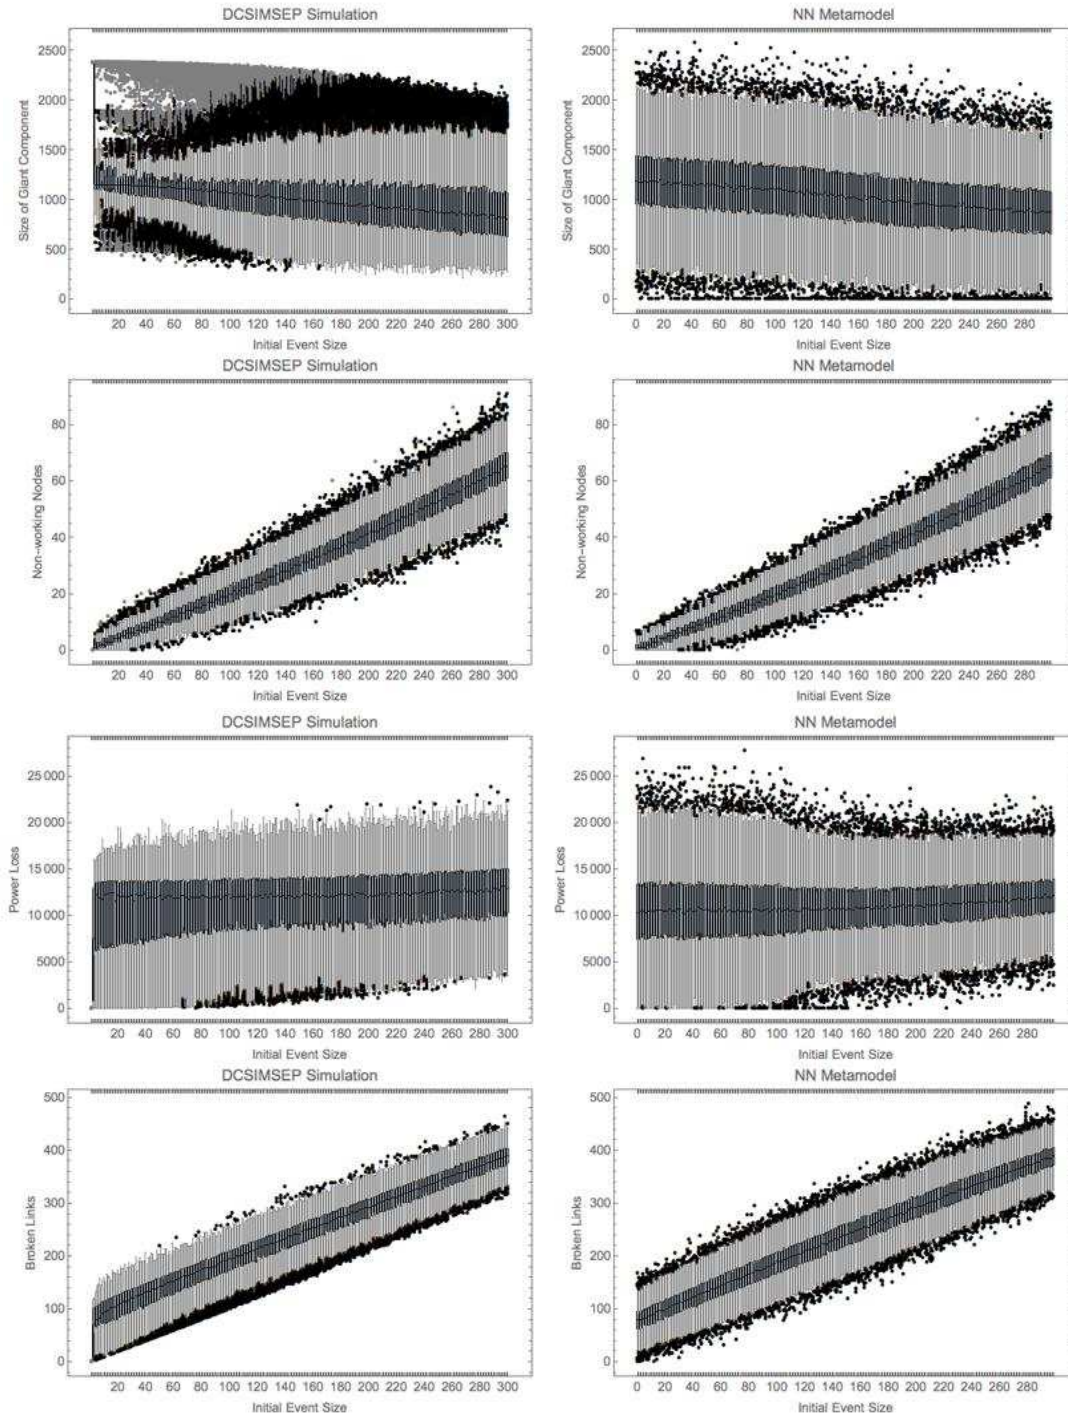 DCSIMSEP Simulation
Size of Giant Component
2500
2000
1500
1000
500
0
20 40 60 80 100 120 140 160 180 200 220 240 260 280 300
Initial Event Size
NN Metamodel
Size of Giant Component
2500
2000
1500
1000
500
0
0 20 40 60 80 100 120 140 160 180 200 220 240 260 280
Initial Event Size
DCSIMSEP Simulation
Non-working Nodes
80
60
40
20
0
20 40 60 80 100 120 140 160 180 200 220 240 260 280 300
Initial Event Size
NN Metamodel
Non-working Nodes
80
60
40
20
0
0 20 40 60 80 100 120 140 160 180 200 220 240 260 280
Initial Event Size
DCSIMSEP Simulation
Power Loss
25 000
20 000
15 000
10 000
5000
0
20 40 60 80 100 120 140 160 180 200 220 240 260 280 300
Initial Event Size
NN Metamodel
Power Loss
25 000
20 000
15 000
10 000
5000
0
0 20 40 60 80 100 120 140 160 180 200 220 240 260 280
Initial Event Size
DCSIMSEP Simulation
Broken Links
500
400
300
200
100
0
20 40 60 80 100 120 140 160 180 200 220 240 260 280 300
Initial Event Size
NN Metamodel
Broken Links
500
400
300
200
100
0
0 20 40 60 80 100 120 140 160 180 200 220 240 260 280
Initial Event Size